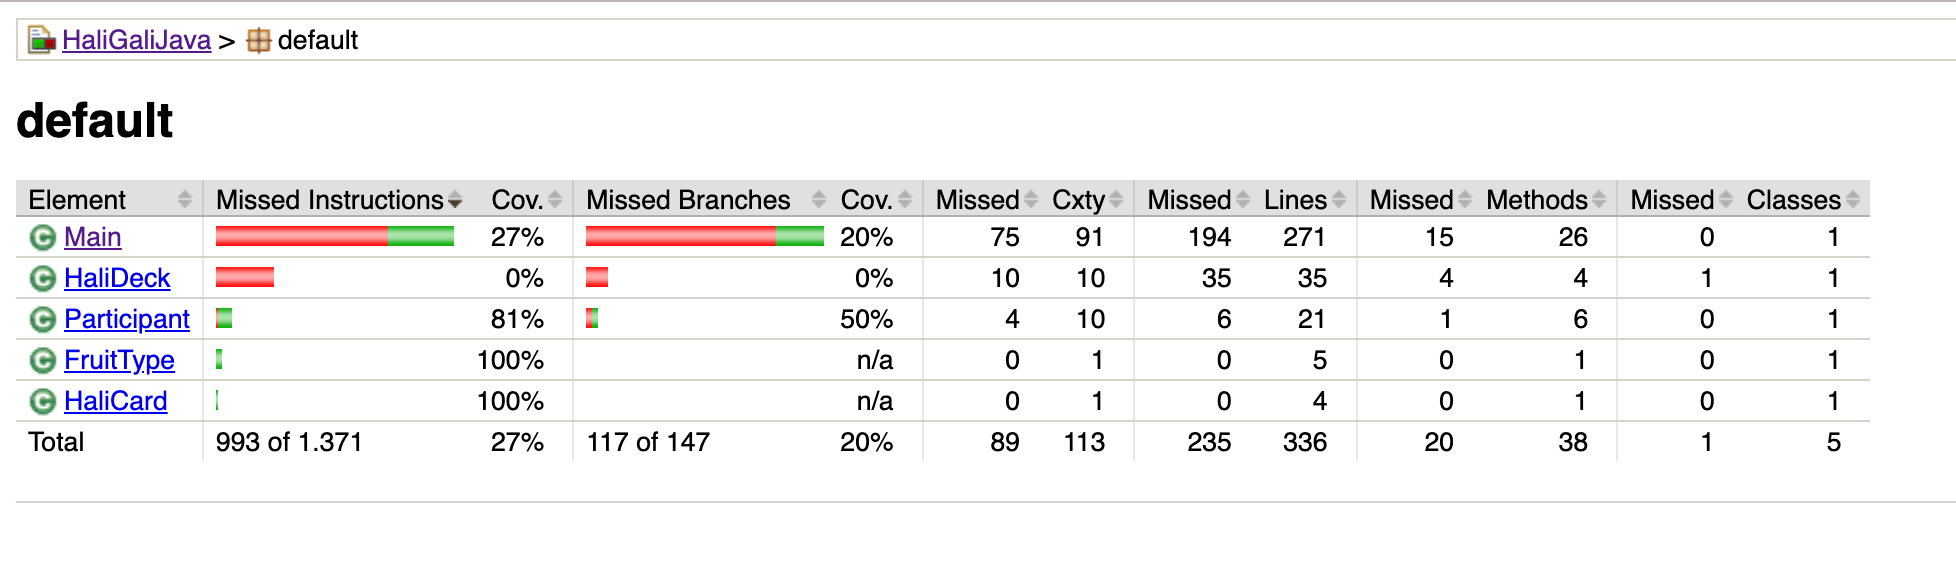 HaliGaliJava > default
default
Element Missed Instructions Cov. Missed Branches Cov. Missed Cxty Missed Lines Missed Methods Missed Classes
Main 27% 20% 75 91 194 271 15 26 0 1
HaliDeck 0% 0% 10 10 35 35 4 4 1 1
Participant 81% 50% 4 10 6 21 1 6 0 1
FruitType 100% n/a 0 1 0 5 0 1 0 1
HaliCard 100% n/a 0 1 0 4 0 1 0 1
Total 993 of 1.371 27% 117 of 147 20% 89 113 235 336 20 38 1 5